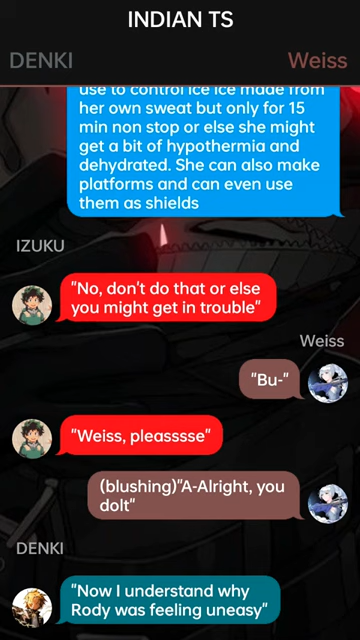 INDIAN TS
DENKI Weiss
use to control ice ice made from
her own sweat but only for 15
min non stop or else she might
get a bit of hypothermia and
dehydrated. She can also make
platforms and can even use
them as shields
IZUKU
"No, don't do that or else
you might get in trouble"
Weiss
"Bu-"
"Weiss, pleasssse"
(blushing)"A-Alright, you
dolt"
DENKI
"Now I understand why
Rody was feeling uneasy"